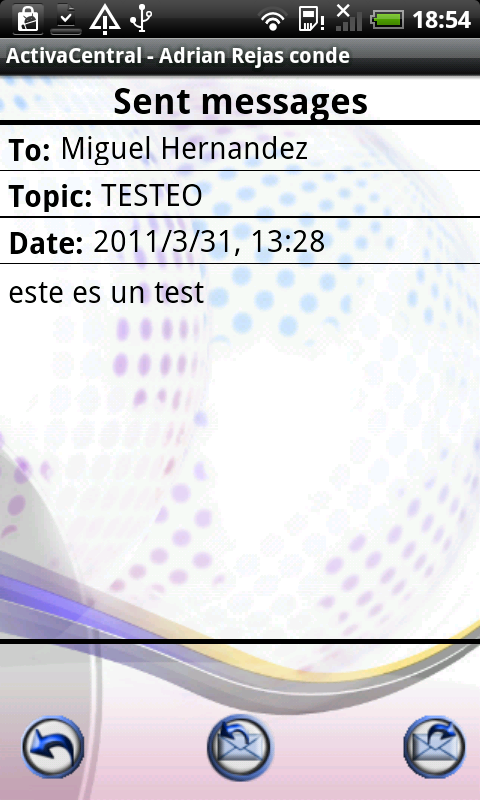 18:54
ActivaCentral - Adrian Rejas conde
Sent messages
To: Miguel Hernandez
Topic: TESTEO
Date: 2011/3/31, 13:28
este es un test